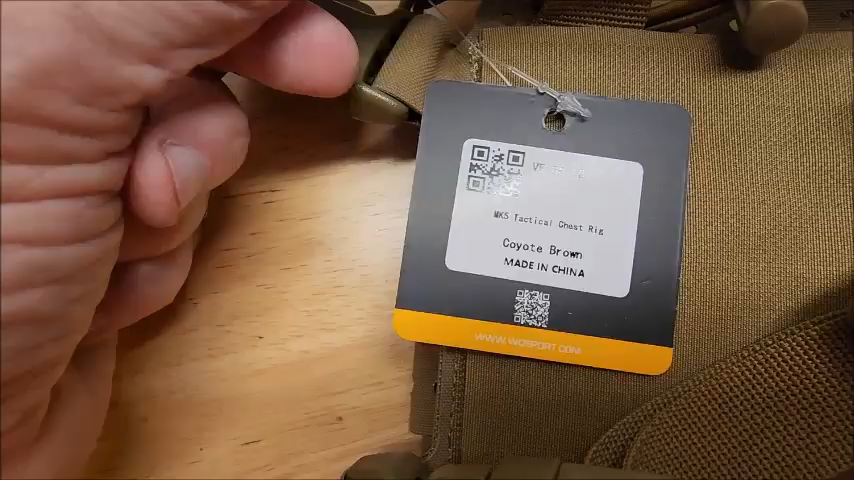 MK5 Tactical Chest Rig
Coyote Brown
MADE IN CHINA
WWW.WOSPORT.COM